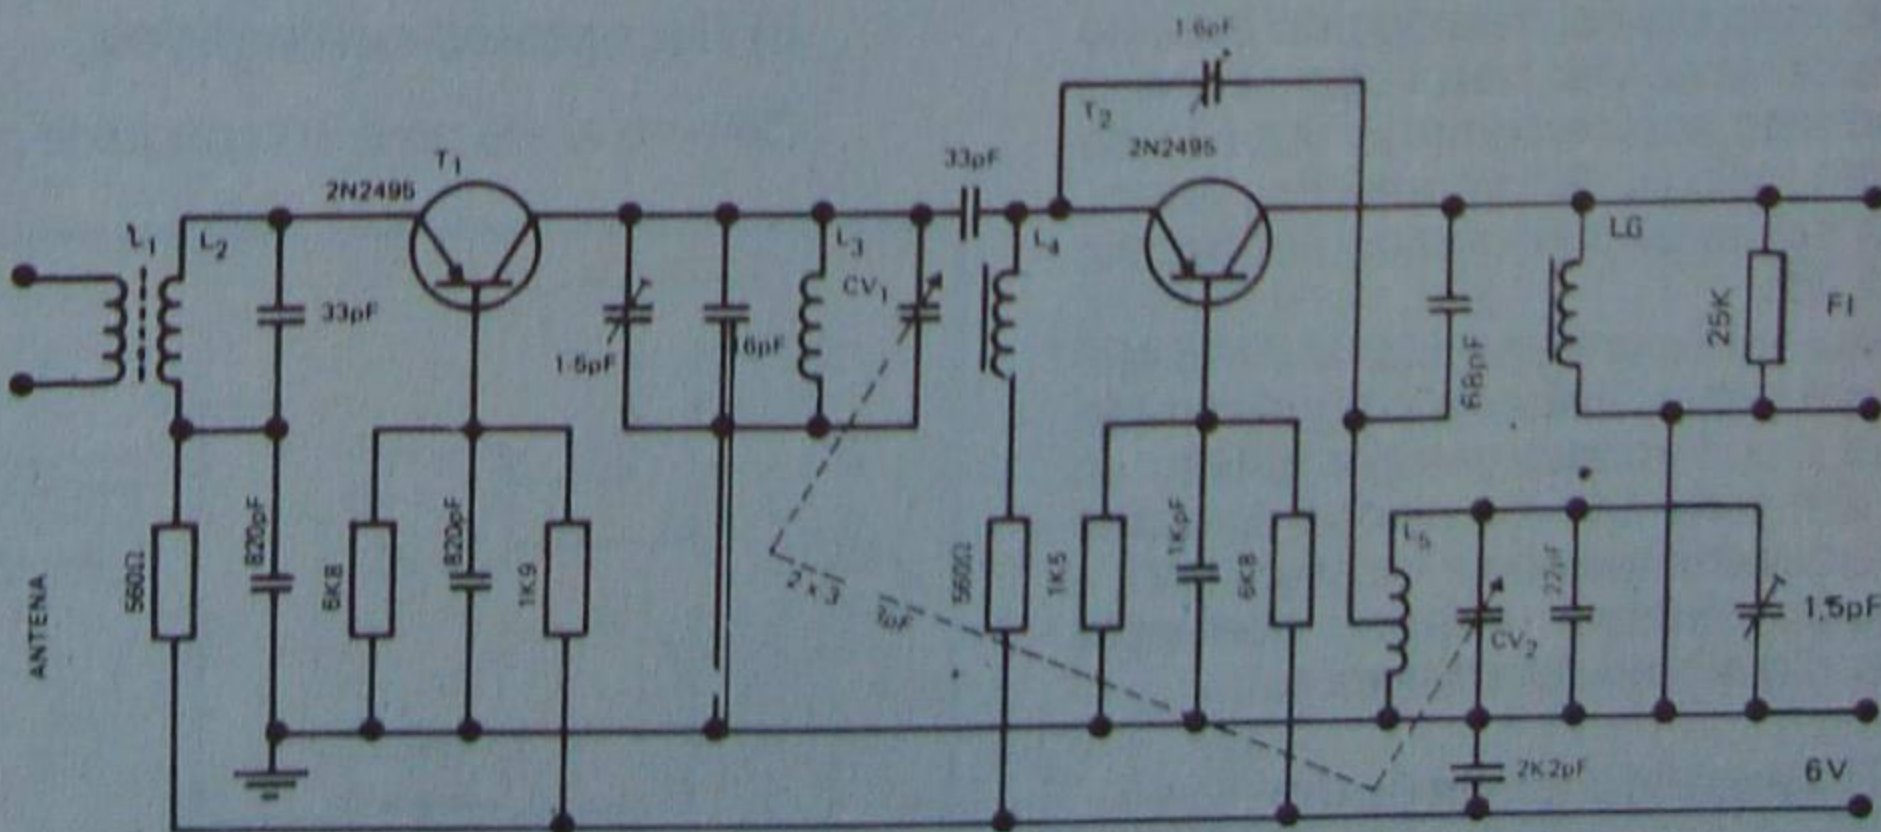 1·6pF
T2
2N2495
33pF
T1
2N2495
L1
L2
L3
CV1
L4
LG
33pF
1·5pF
16pF
68pF
25K
FI
ANTENA
560Ω
820pF
6K8
820pF
1K9
560Ω
1K5
1KpF
6K8
L5
CV2
22pF
1,5pF
2K2pF
6V